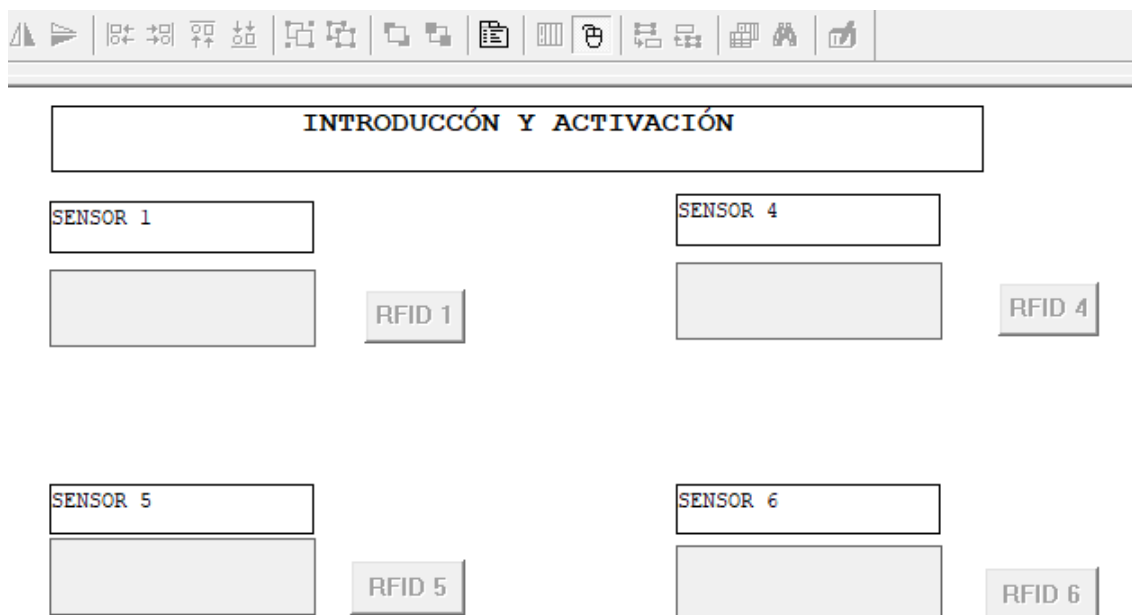 INTRODUCCÓN Y ACTIVACIÓN
SENSOR 1
SENSOR 4
RFID 1
RFID 4
SENSOR 5
SENSOR 6
RFID 5
RFID 6